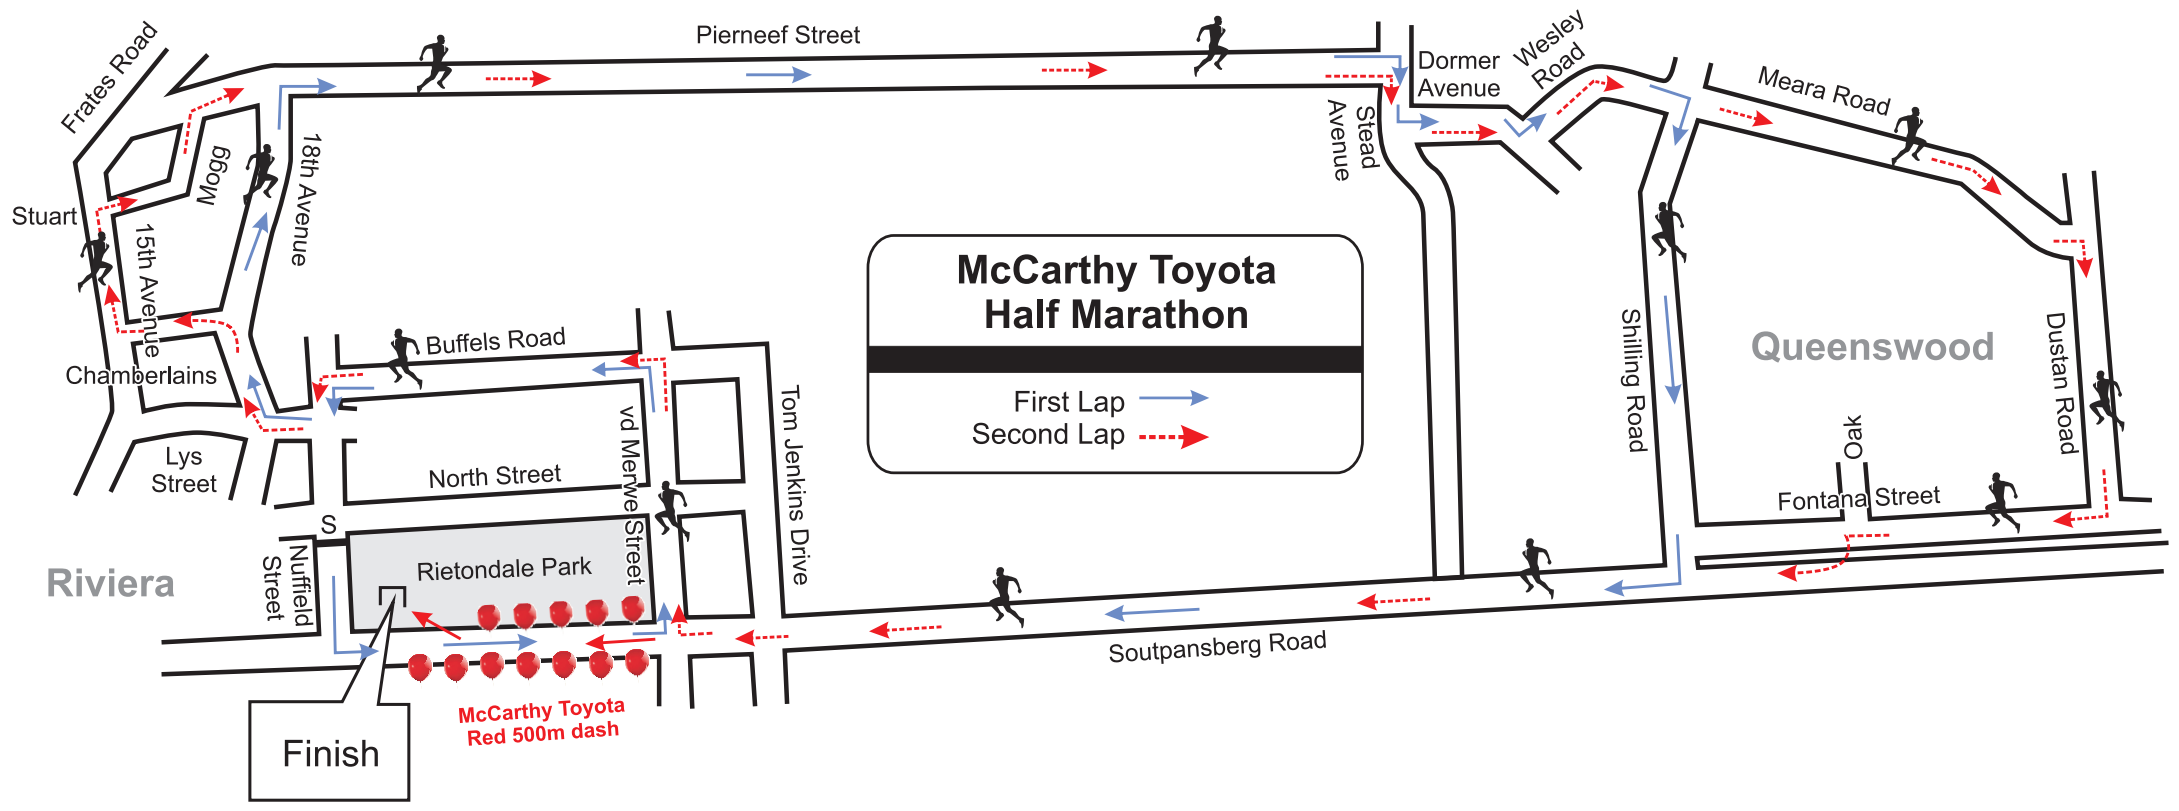 Frates Road
Pierneef Street
Dormer
Avenue
Wesley
Road
Meara Road
Stead
Avenue
Mogg
18th Avenue
Stuart
15th Avenue
Chamberlains
Lys
Street
Buffels Road
North Street
vd Merwe Street
Tom Jenkins Drive
McCarthy Toyota
Half Marathon
First Lap
Second Lap
Shilling Road
Queenswood
Dustan Road
Oak
Fontana Street
S
Nuffield
Street
Riviera
Rietondale Park
Soutpansberg Road
McCarthy Toyota
Red 500m dash
Finish